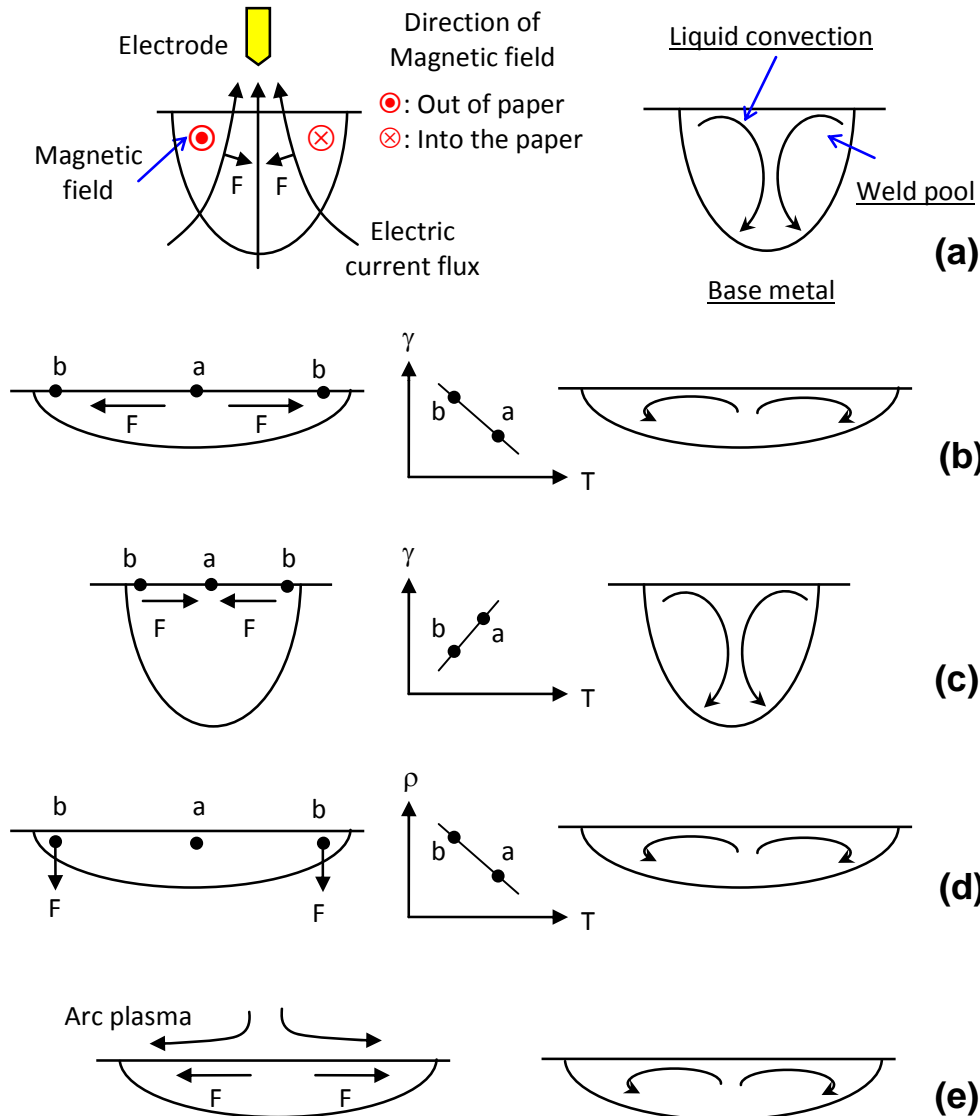 Electrode
Direction of
Magnetic field
: Out of paper
: Into the paper
Magnetic
field
F F
Electric
current flux
Liquid convection
Weld pool
Base metal
(a)
b a b
F F
γ
b a
T
(b)
b a b
F F
γ
b a
T
(c)
b a b
F F
ρ
b a
T
(d)
Arc plasma
F F
(e)